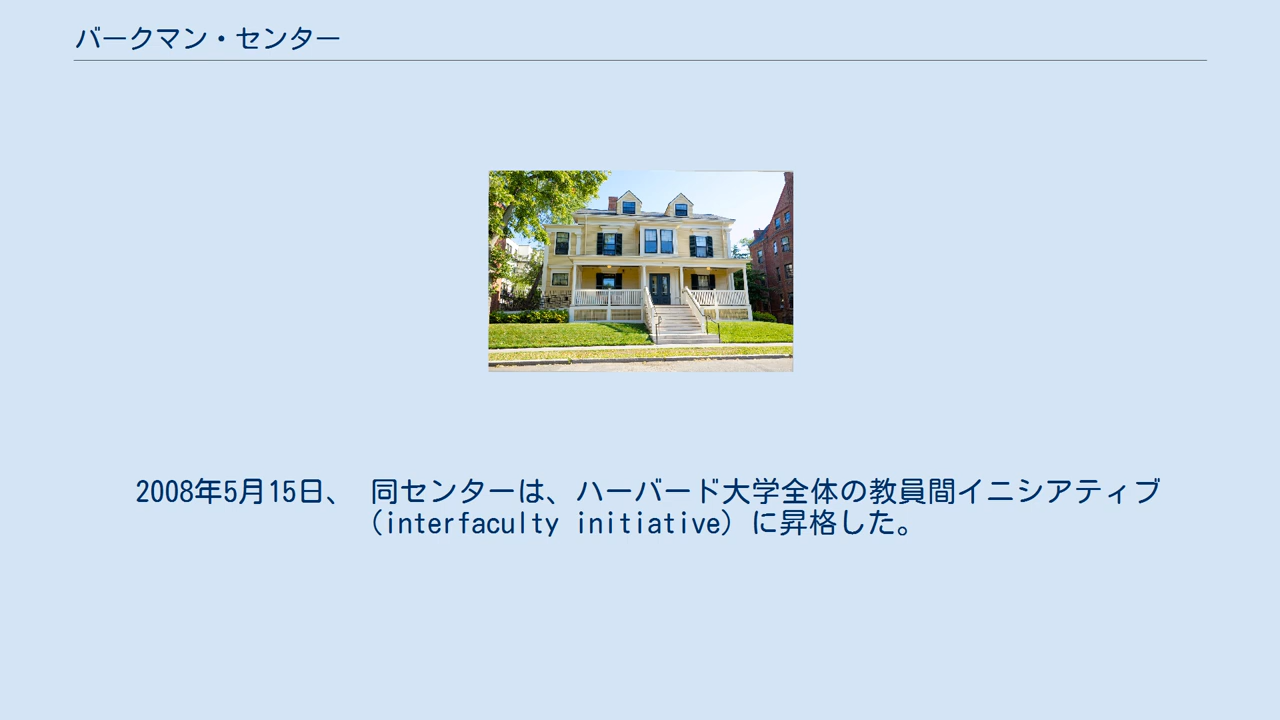 バークマン・センター
2008年5月15日、 同センターは、ハーバード大学全体の教員間イニシアティブ
(interfaculty initiative) に昇格した。